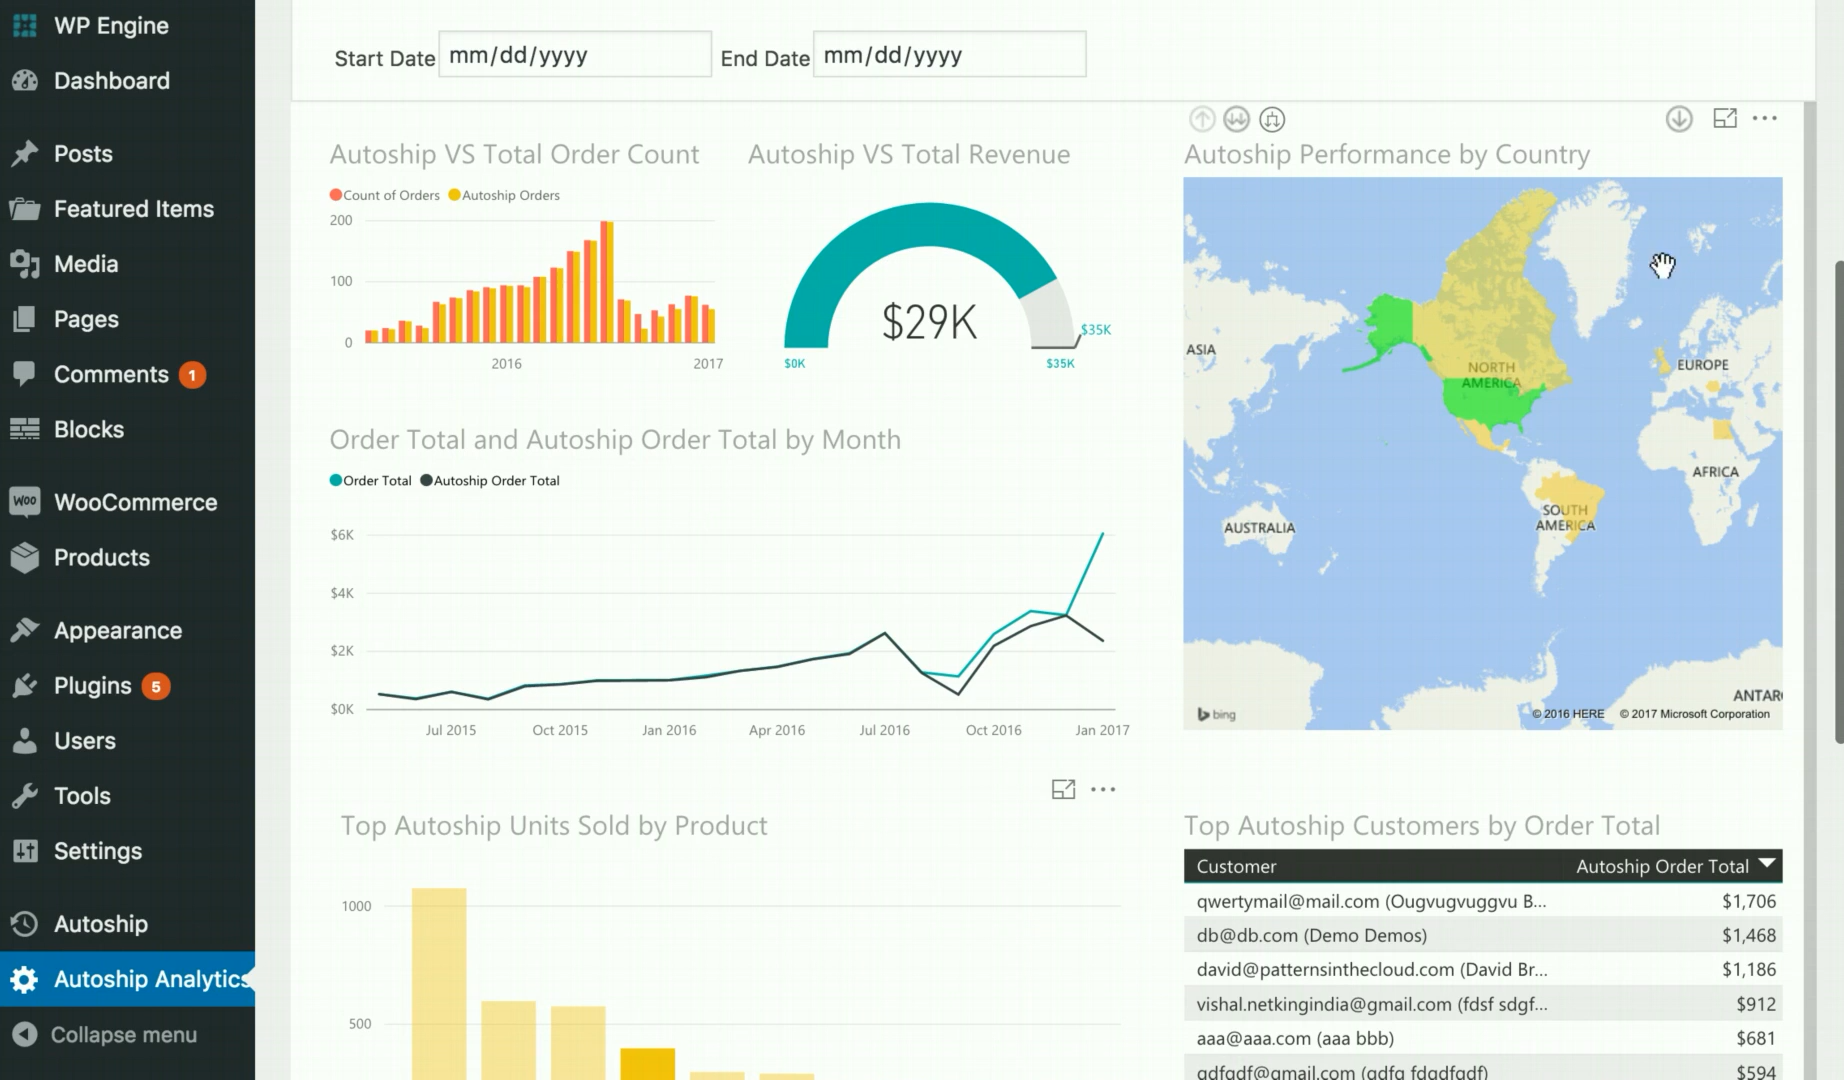 WP Engine
Dashboard
Posts
Featured Items
Media
Pages
Comments 1
Blocks
WOO WooCommerce
Products
Appearance
Plugins 5
Users
Tools
Settings
Autoship
Autoship Analytics
Collapse menu
Start Date mm/dd/yyyy End Date mm/dd/yyyy
Autoship VS Total Order Count
Count of Orders Autoship Orders
200
100
0
2016 2017
Autoship VS Total Revenue
$29K
$35K
$0K $35K
Autoship Performance by Country
ASIA
NORTH
AMERICA
EUROPE
AFRICA
SOUTH
AMERICA
AUSTRALIA
ANTAR
bing © 2016 HERE © 2017 Microsoft Corporation
Order Total and Autoship Order Total by Month
Order Total Autoship Order Total
$6K
$4K
$2K
$0K
Jul 2015 Oct 2015 Jan 2016 Apr 2016 Jul 2016 Oct 2016 Jan 2017
Top Autoship Units Sold by Product
1000
500
Top Autoship Customers by Order Total
Customer Autoship Order Total
qwertymail@mail.com (Ougvugvuggvu B... $1,706
db@db.com (Demo Demos) $1,468
david@patternsinthecloud.com (David Br... $1,186
vishal.netkingindia@gmail.com (fdsf sdgf... $912
aaa@aaa.com (aaa bbb) $681
$594